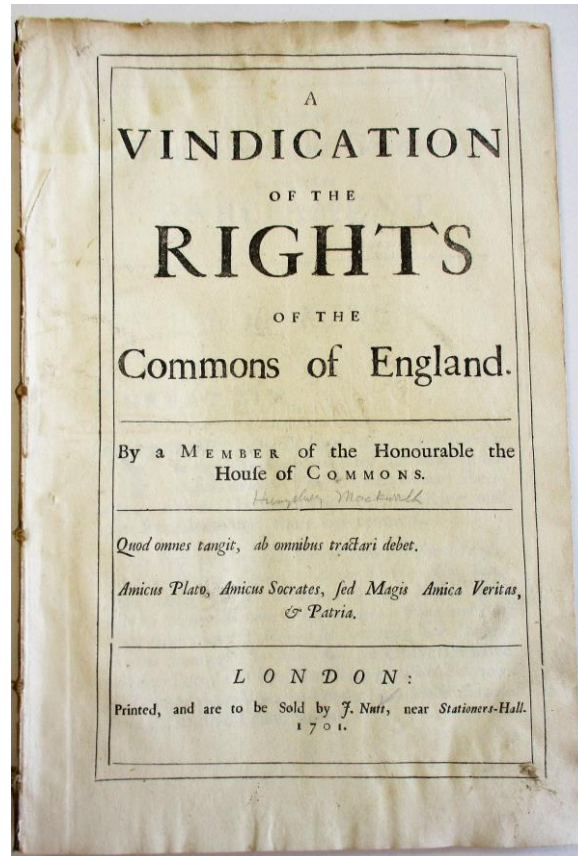 A
VINDICATION
OF THE
RIGHTS
OF THE
Commons of England.
By a MEMBER of the Honourable the
Houſe of COMMONS.
Humphrey Mackworth
Quod omnes tangit, ab omnibus tractari debet.
Amicus Plato, Amicus Socrates, ſed Magis Amica Veritas,
& Patria.
LONDON:
Printed, and are to be Sold by J. Nutt, near Stationers-Hall.
1701.